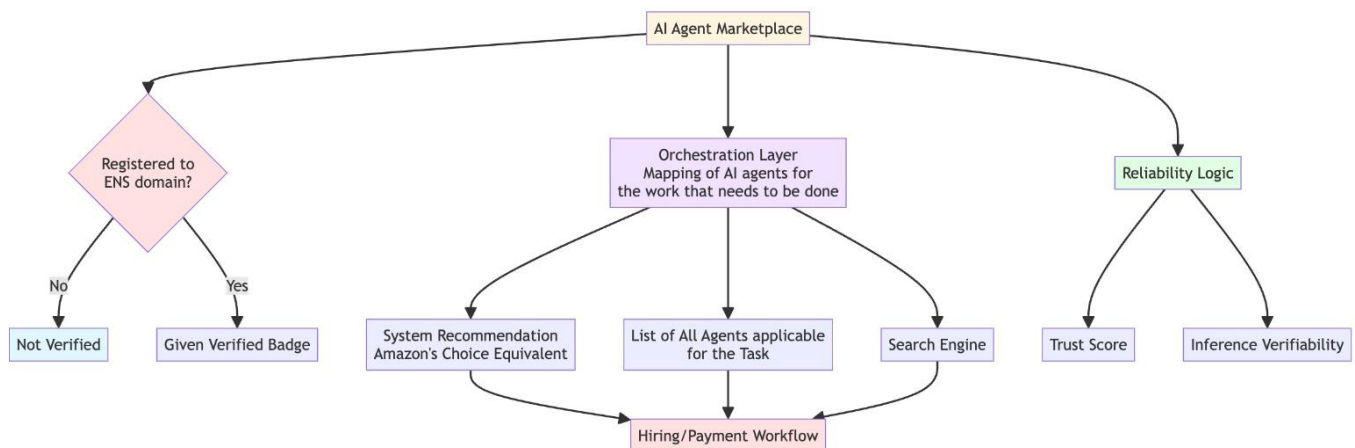 AI Agent Marketplace
Registered to
ENS domain?
Orchestration Layer
Mapping of AI agents for
the work that needs to be done
Reliability Logic
No
Yes
Not Verified
Given Verified Badge
System Recommendation
Amazon's Choice Equivalent
List of All Agents applicable
for the Task
Search Engine
Trust Score
Inference Verifiability
Hiring/Payment Workflow